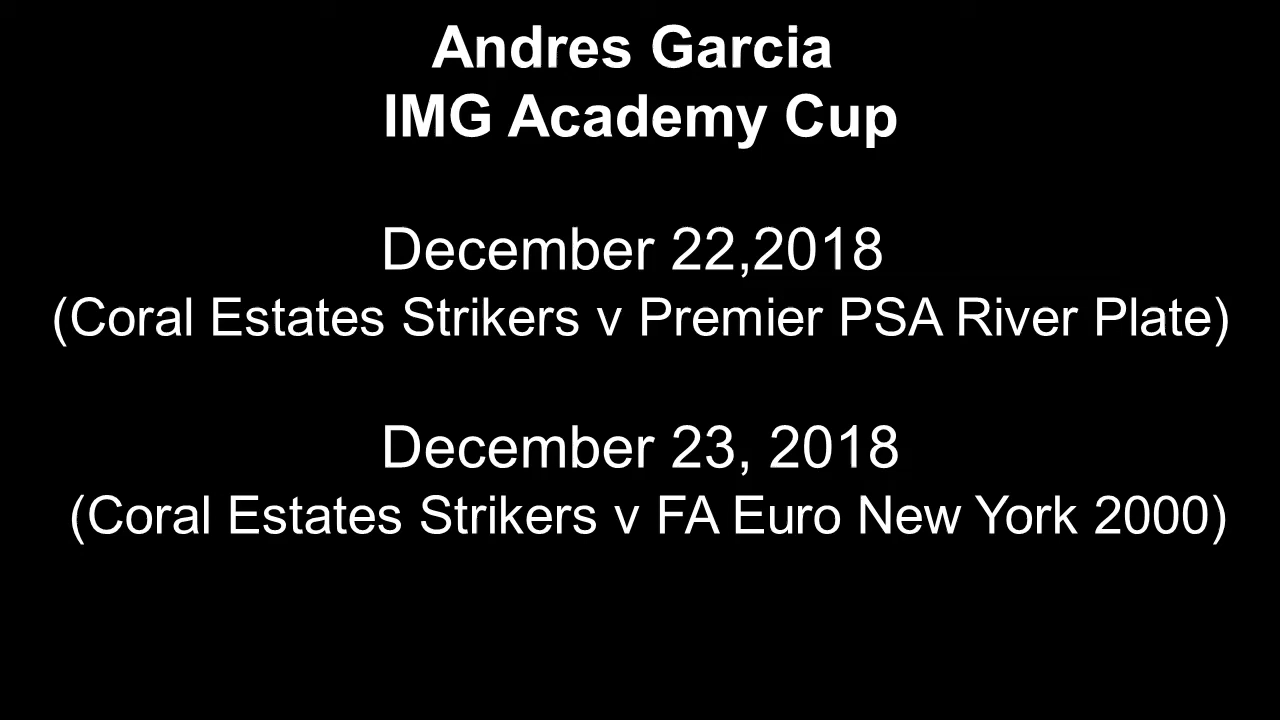 Andres Garcia
IMG Academy Cup
December 22,2018
(Coral Estates Strikers v Premier PSA River Plate)
December 23, 2018
(Coral Estates Strikers v FA Euro New York 2000)